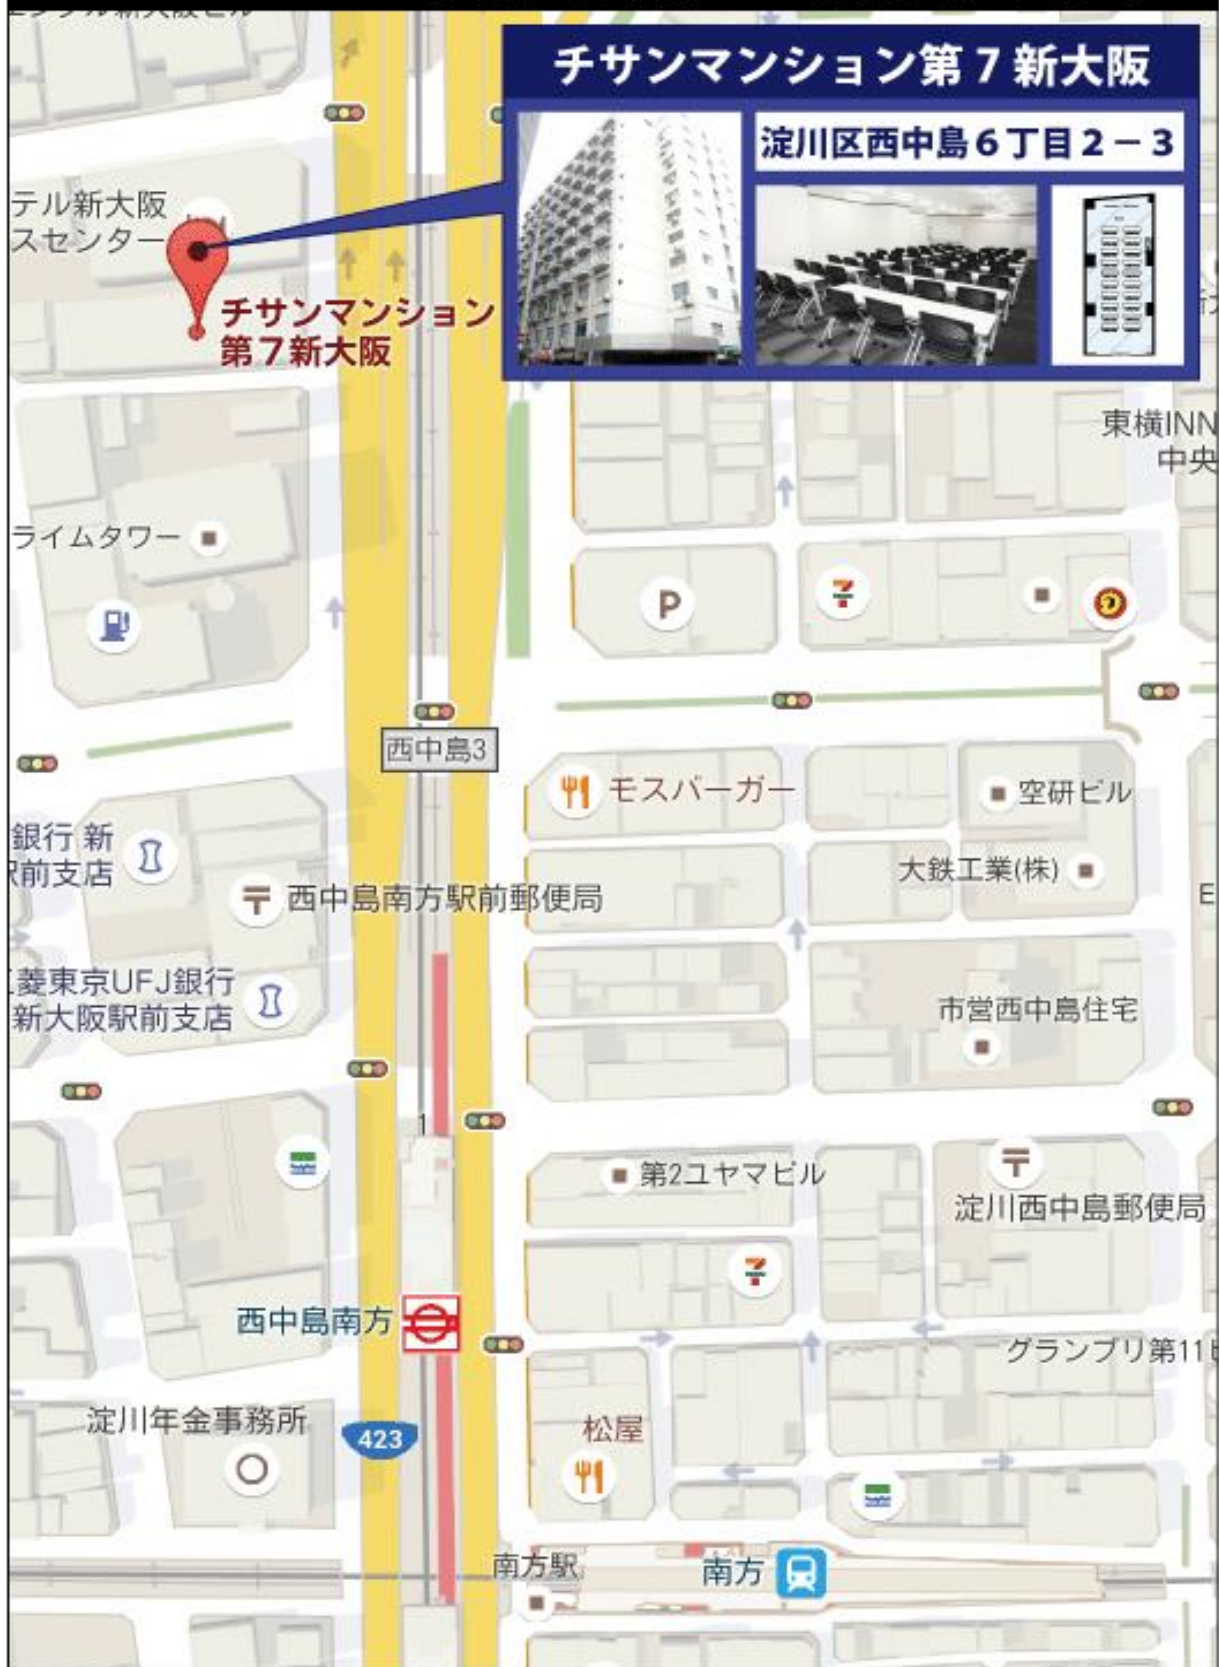 チサンマンション第7新大阪
淀川区西中島6丁目2-3
テル新大阪
スセンター
チサンマンション
第7新大阪
東横INN
中央
ライムタワー
P
西中島3
モスバーガー
空研ビル
銀行 新
駅前支店
大鉄工業(株)
西中島南方駅前郵便局
菱東京UFJ銀行
新大阪駅前支店
市営西中島住宅
1
第2ユヤマビル
淀川西中島郵便局
西中島南方
グランブリ第11
淀川年金事務所
423
松屋
南方駅
南方